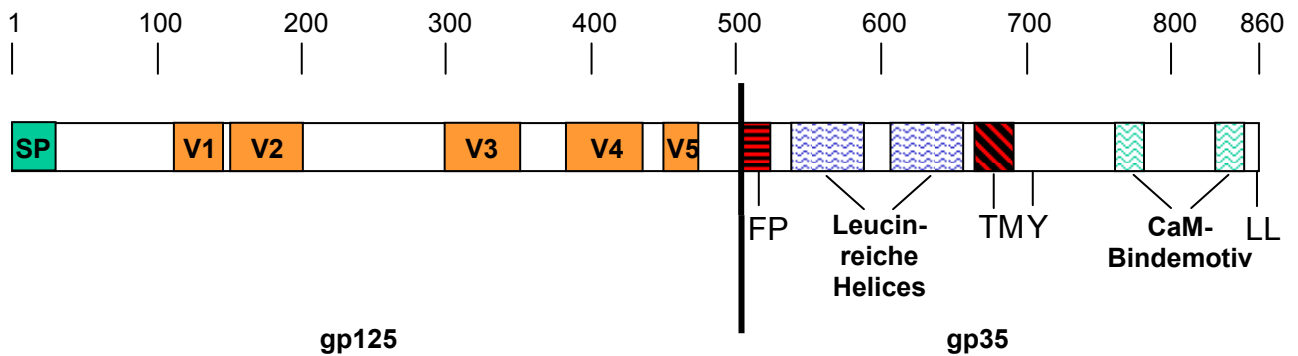 1 100 200 300 400 500 600 700 800 860
SP V1 V2 V3 V4 V5
FP Leucin- TM Y CaM- LL
reiche Bindemotiv
Helices
gp125 gp35